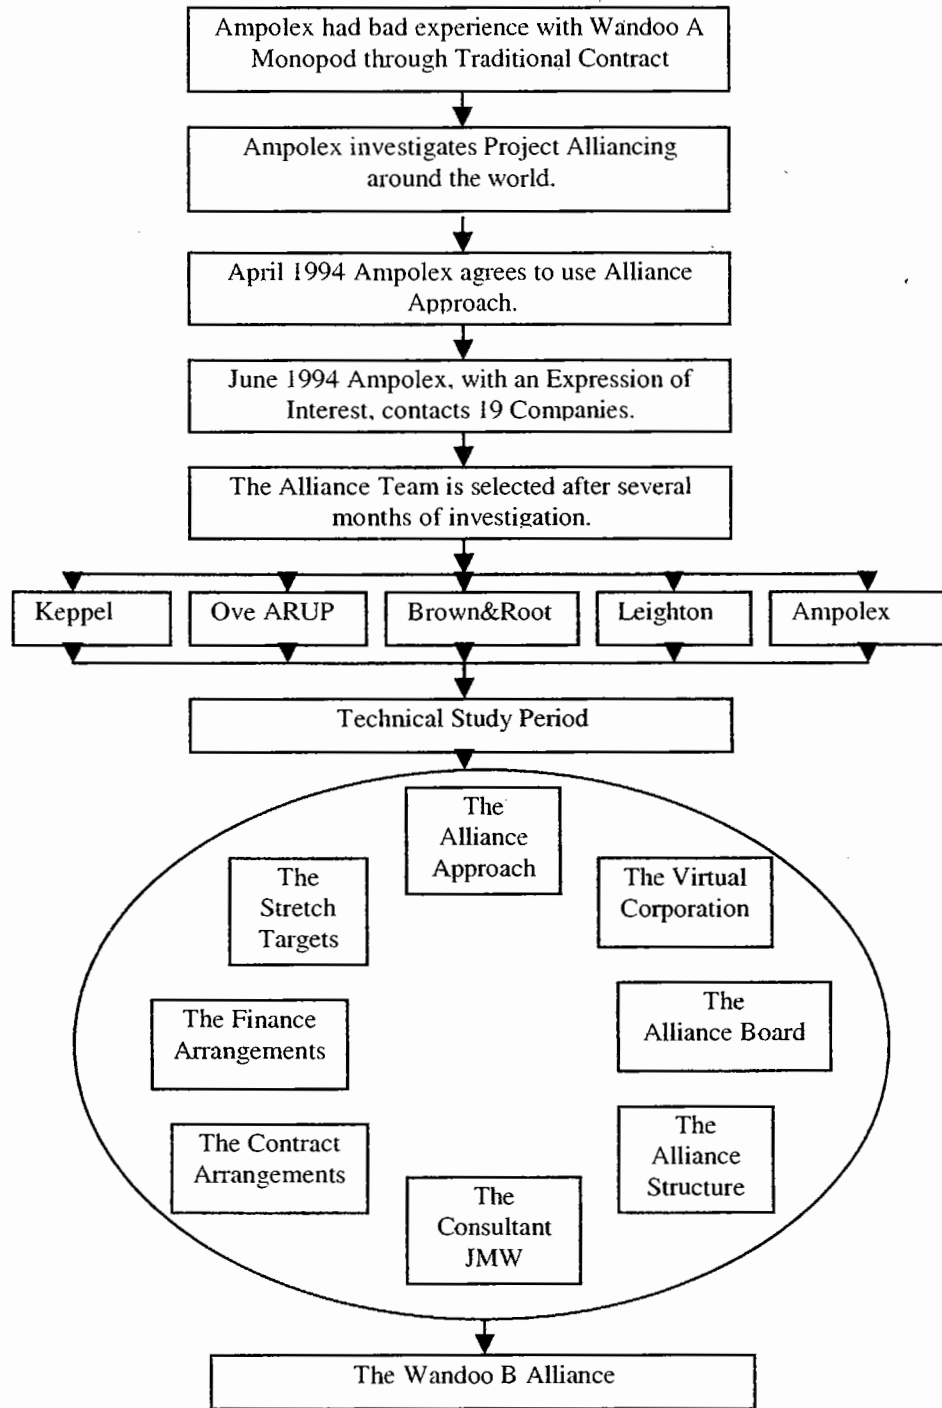 Ampolex had bad experience with Wandoo A
Monopod through Traditional Contract
Ampolex investigates Project Alliancing
around the world.
April 1994 Ampolex agrees to use Alliance
Approach.
June 1994 Ampolex, with an Expression of
Interest, contacts 19 Companies.
The Alliance Team is selected after several
months of investigation.
Keppel
Ove ARUP
Brown&Root
Leighton
Ampolex
Technical Study Period
The
Alliance
Approach
The
Stretch
Targets
The Virtual
Corporation
The Finance
Arrangements
The
Alliance Board
The Contract
Arrangements
The
Alliance
Structure
The
Consultant
JMW
The Wandoo B Alliance